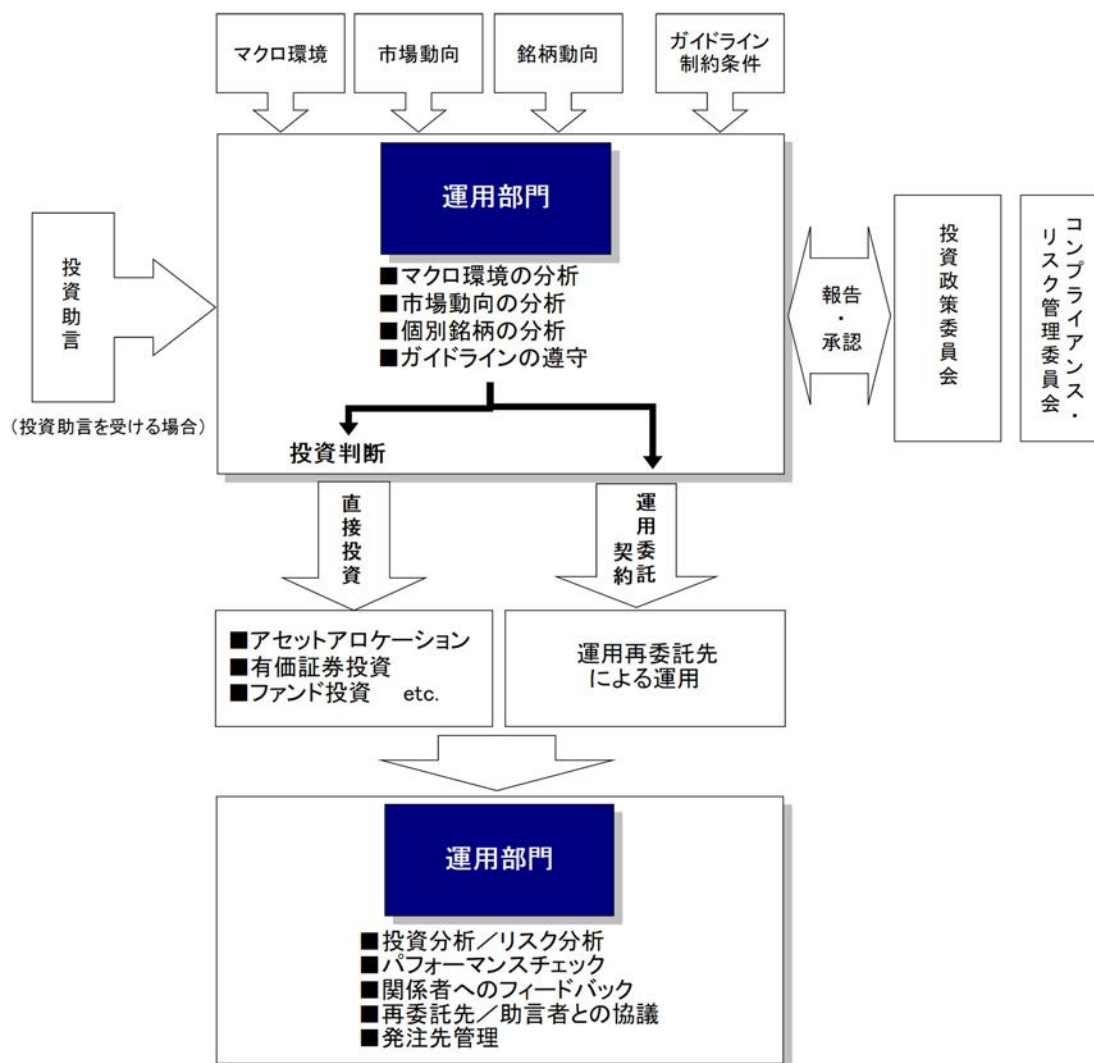 マクロ環境
市場動向
銘柄動向
ガイドライン
制約条件
運用部門
■マクロ環境の分析
■市場動向の分析
■個別銘柄の分析
■ガイドラインの遵守
投資助言
(投資助言を受ける場合)
報告
・
承認
投資政策委員会
コンプライアンス・
リスク管理委員会
投資判断
直接投資
運用委託
契約
■アセットアロケーション
■有価証券投資
■ファンド投資 etc.
運用再委託先
による運用
運用部門
■投資分析／リスク分析
■パフォーマンスチェック
■関係者へのフィードバック
■再委託先／助言者との協議
■発注先管理